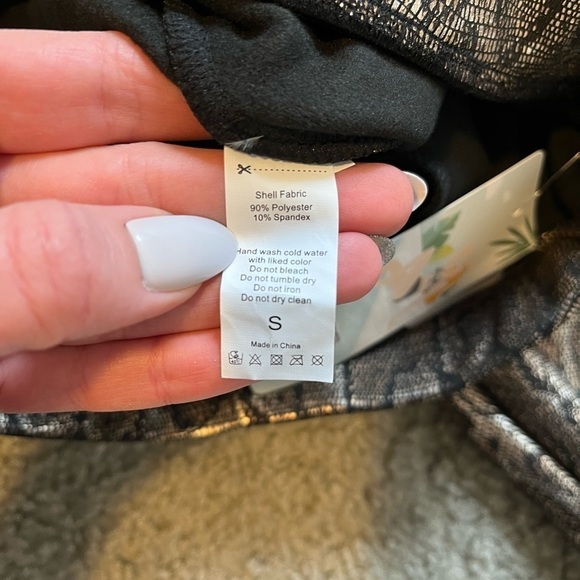 Shell Fabric
90% Polyester
10% Spandex
Hand wash cold water
with liked color
Do not bleach
Do not tumble dry
Do not iron
Do not dry clean
S
Made in China